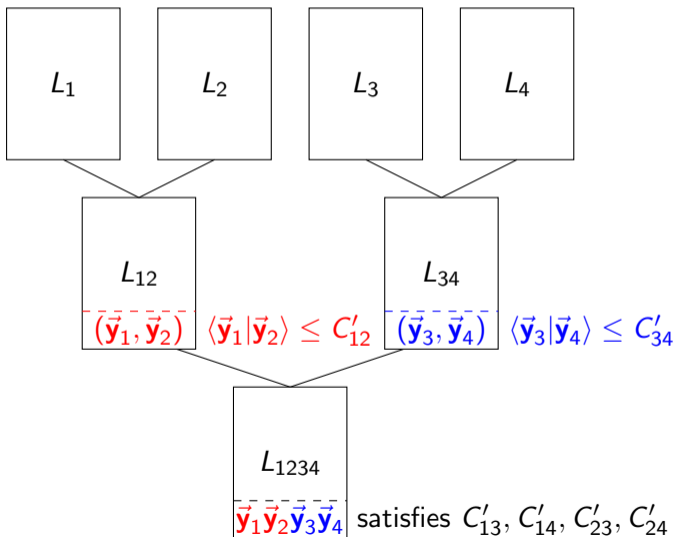 L₁ L₂ L₃ L₄
L₁₂ L₃₄
(y⃗₁, y⃗₂) ⟨y⃗₁|y⃗₂⟩ ≤ C′₁₂ (y⃗₃, y⃗₄) ⟨y⃗₃|y⃗₄⟩ ≤ C′₃₄
L₁₂₃₄
y⃗₁y⃗₂y⃗₃y⃗₄ satisfies C′₁₃, C′₁₄, C′₂₃, C′₂₄